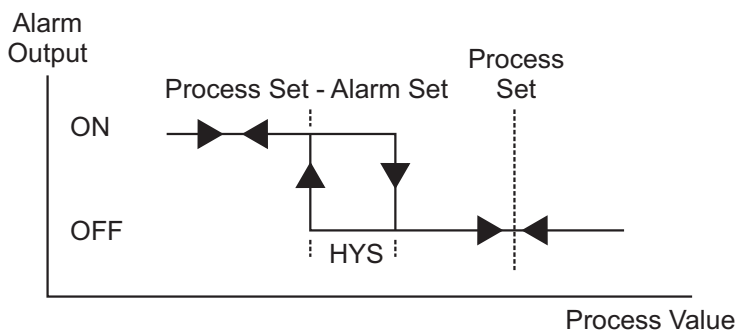 Alarm
Output
Process
Set
Process Set - Alarm Set
ON
OFF
HYS
Process Value